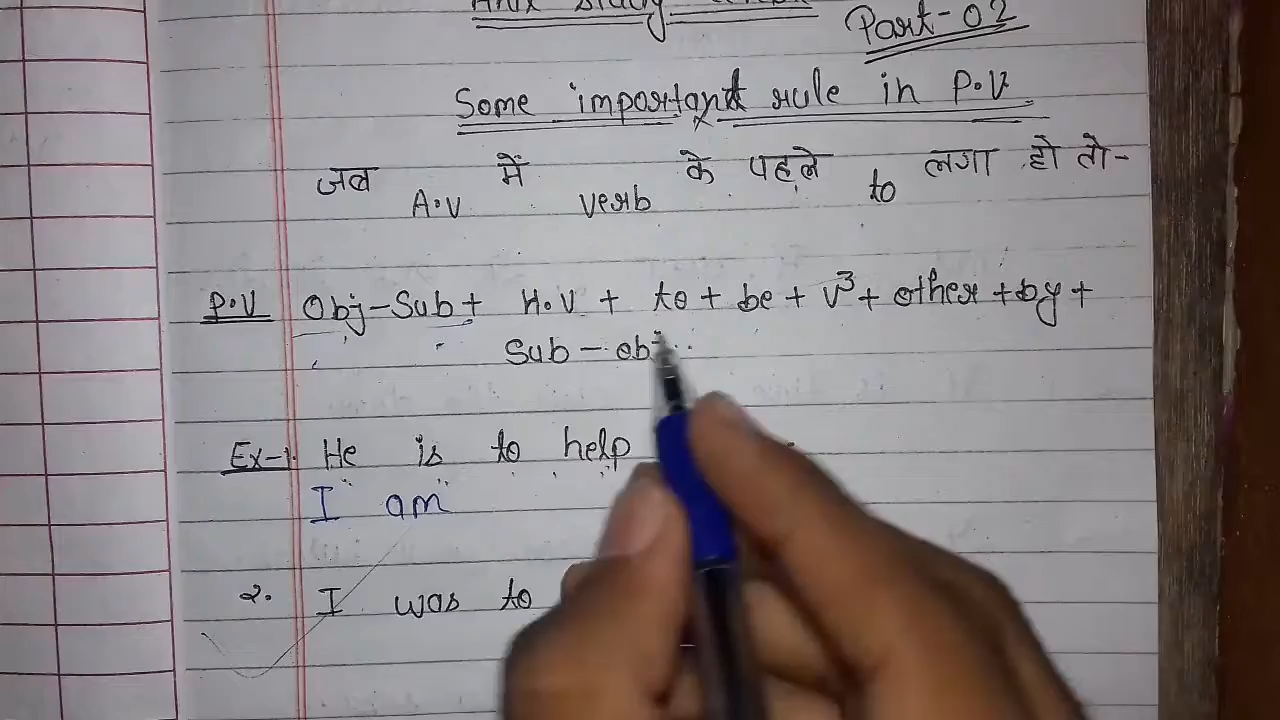 Study
Part-02
Some important rule in P.V
जब A.V में verb के पहले to लगा हो तो-
P.V Obj-Sub + H.V + to + be + V³ + other + by +
Sub - obj
Ex-1. He is to help
I am
2. I was to